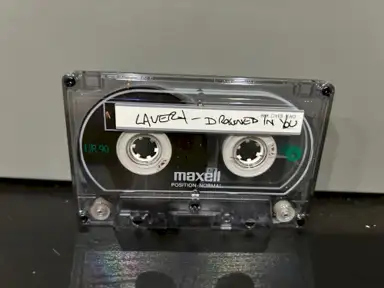 LAVERY - DROWNED IN YOU
UR 90
maxell
POSITION · NORMAL